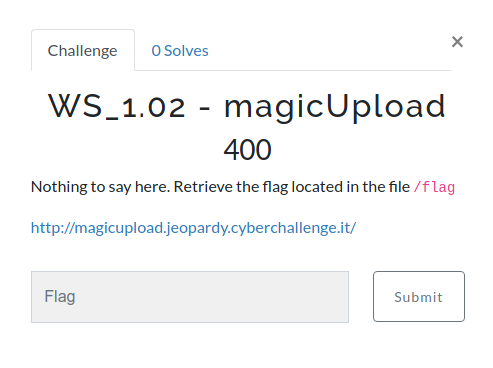 Challenge
0 Solves
×
WS_1.02 - magicUpload
400
Nothing to say here. Retrieve the flag located in the file /flag
http://magicupload.jeopardy.cyberchallenge.it/
Flag
Submit